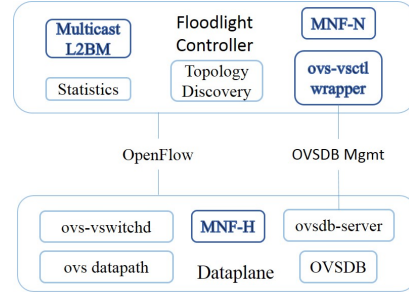 Multicast
L2BM
Floodlight
Controller
MNF-N
Statistics
Topology
Discovery
ovs-vsctl
wrapper
OpenFlow
OVSDB Mgmt
ovs-vswitchd
MNF-H
ovsdb-server
ovs datapath
Dataplane
OVSDB